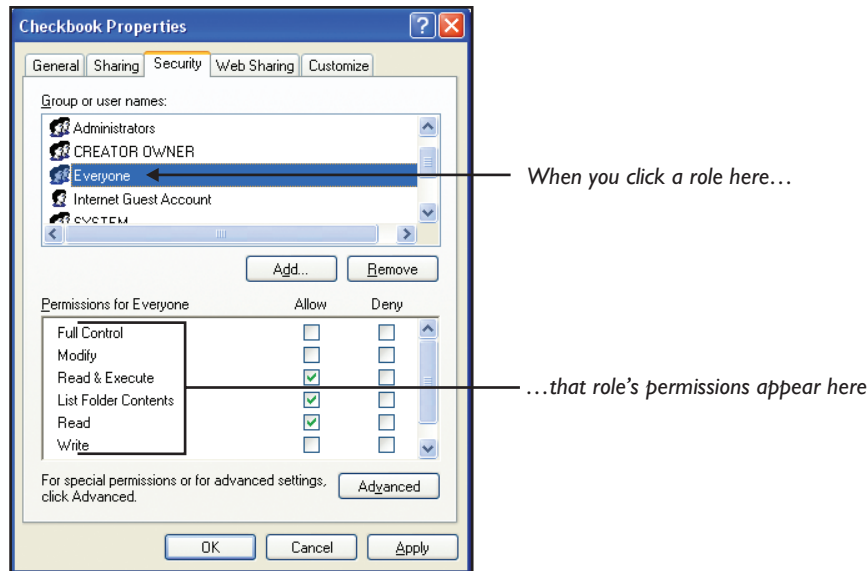 Checkbook Properties
General Sharing Security Web Sharing Customize
Group or user names:
Administrators
CREATOR OWNER
Everyone
When you click a role here…
Internet Guest Account
SYSTEM
Add... Remove
Permissions for Everyone Allow Deny
Full Control
Modify
Read & Execute
…that role's permissions appear here
List Folder Contents
Read
Write
For special permissions or for advanced settings,
click Advanced.
Advanced
OK Cancel Apply